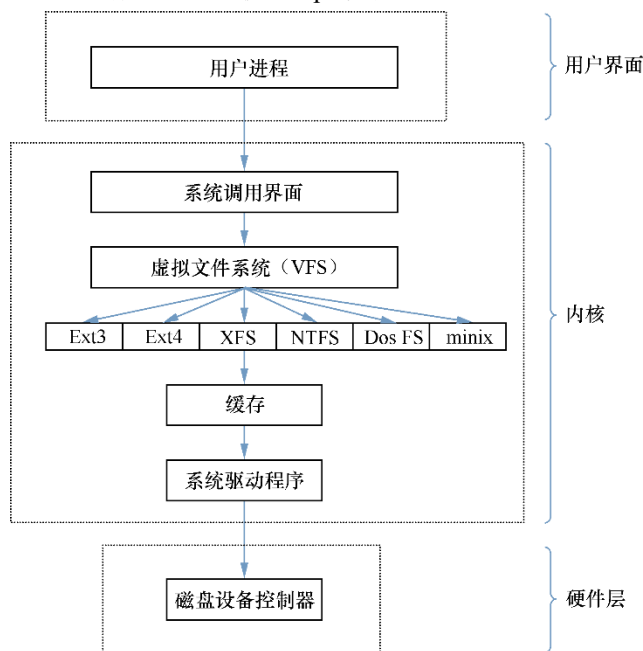 用户进程
用户界面
系统调用界面
虚拟文件系统（VFS）
内核
Ext3 Ext4 XFS NTFS Dos FS minix
缓存
系统驱动程序
磁盘设备控制器
硬件层